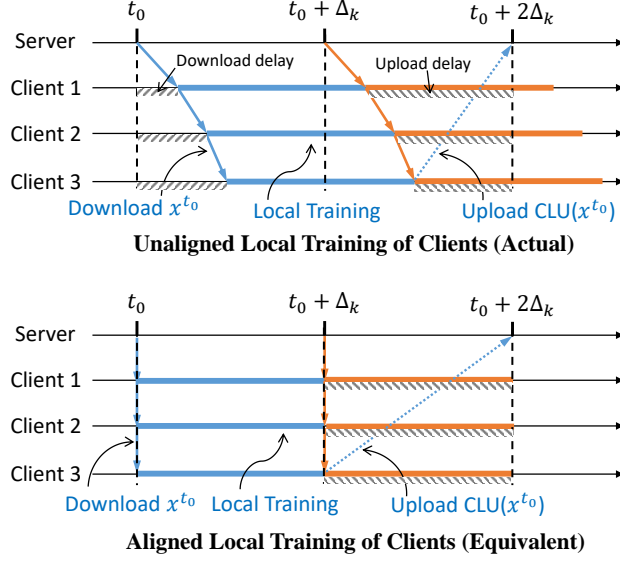 t₀ t₀ + Δₖ t₀ + 2Δₖ
Server
Download delay Upload delay
Client 1
Client 2
Client 3
Download x^{t₀} Local Training Upload CLU(x^{t₀})
Unaligned Local Training of Clients (Actual)
t₀ t₀ + Δₖ t₀ + 2Δₖ
Server
Client 1
Client 2
Client 3
Download x^{t₀} Local Training Upload CLU(x^{t₀})
Aligned Local Training of Clients (Equivalent)